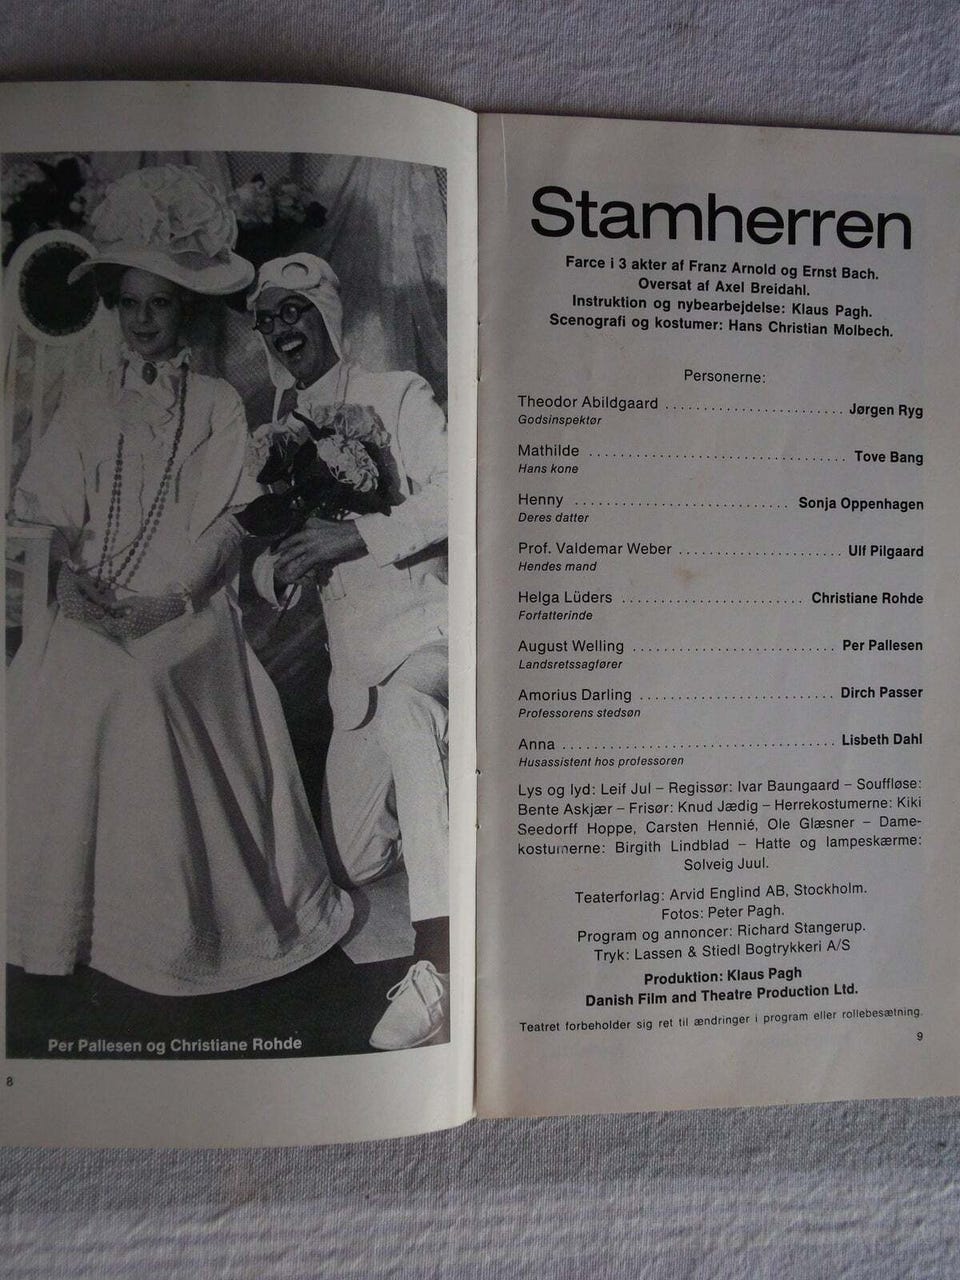 Per Pallesen og Christiane Rohde
8
Stamherren
Farce i 3 akter af Franz Arnold og Ernst Bach.
Oversat af Axel Breidahl.
Instruktion og nybearbejdelse: Klaus Pagh.
Scenografi og kostumer: Hans Christian Molbech.
Personerne:
Theodor Abildgaard ....................... Jørgen Ryg
Godsinspektør
Mathilde ................................. Tove Bang
Hans kone
Henny ............................ Sonja Oppenhagen
Deres datter
Prof. Valdemar Weber ..................... Ulf Pilgaard
Hendes mand
Helga Lüders ........................ Christiane Rohde
Forfatterinde
August Welling .......................... Per Pallesen
Landsretssagfører
Amorius Darling ......................... Dirch Passer
Professorens stedsøn
Anna ................................... Lisbeth Dahl
Husassistent hos professoren
Lys og lyd: Leif Jul – Regissør: Ivar Baungaard – Souffløse:
Bente Askjær – Frisør: Knud Jædig – Herrekostumerne: Kiki
Seedorff Hoppe, Carsten Hennié, Ole Glæsner – Dame-
kostumerne: Birgith Lindblad – Hatte og lampeskærme:
Solveig Juul.
Teaterforlag: Arvid Englind AB, Stockholm.
Fotos: Peter Pagh.
Program og annoncer: Richard Stangerup.
Tryk: Lassen & Stiedl Bogtrykkeri A/S
Produktion: Klaus Pagh
Danish Film and Theatre Production Ltd.
Teatret forbeholder sig ret til ændringer i program eller rollebesætning.
9